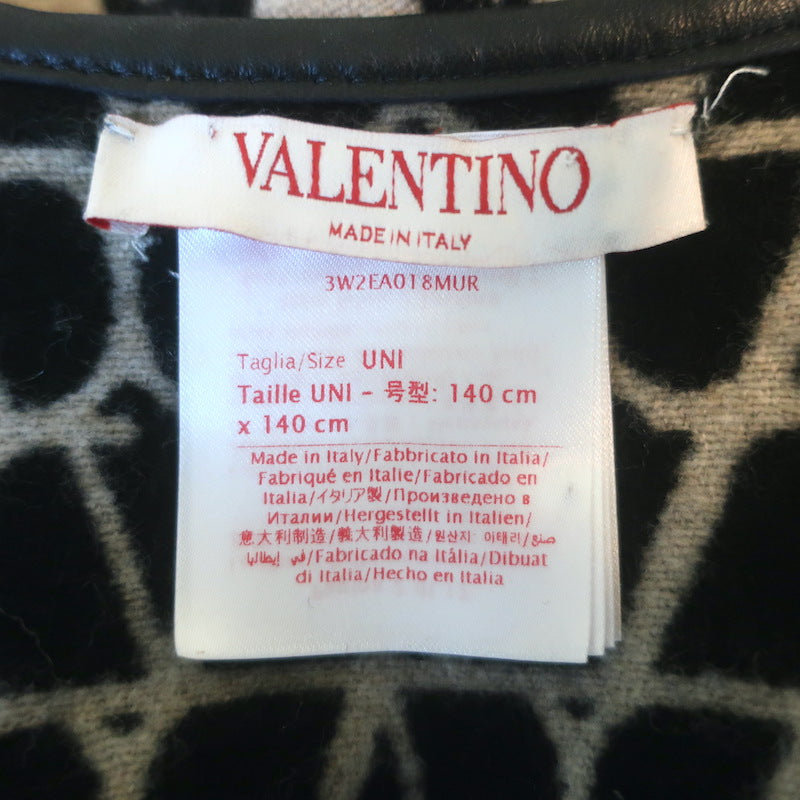 VALENTINO
MADE IN ITALY
3W2EA018MUR
Taglia/Size UNI
Taille UNI - 号型: 140 cm
x 140 cm
Made in Italy/Fabbricato in Italia/
Fabriqué en Italie/Fabricado en
Italia/イタリア製/Произведено в
Италии/Hergestellt in Italien/
意大利制造/義大利製造/원산지 이태리/صنع
في إيطاليا/Fabricado na Itália/Dibuat
di Italia/Hecho en Italia